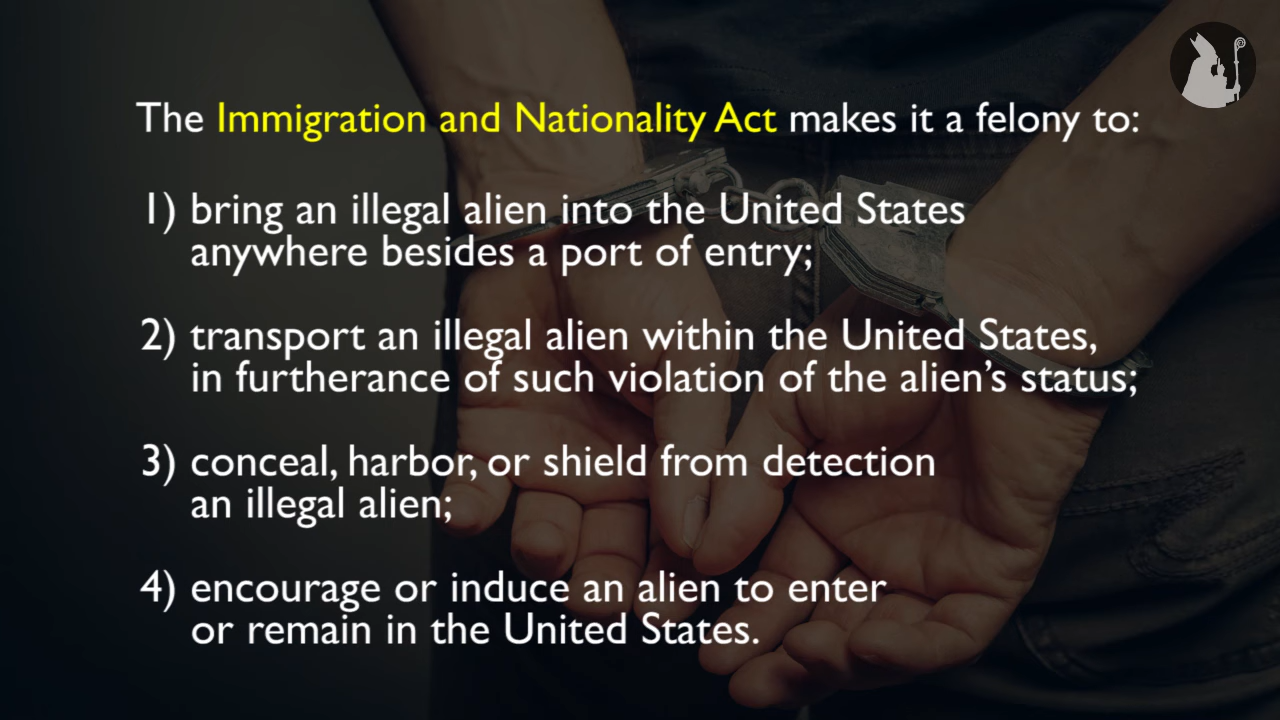 The Immigration and Nationality Act makes it a felony to:
1) bring an illegal alien into the United States
anywhere besides a port of entry;
2) transport an illegal alien within the United States,
in furtherance of such violation of the alien’s status;
3) conceal, harbor, or shield from detection
an illegal alien;
4) encourage or induce an alien to enter
or remain in the United States.